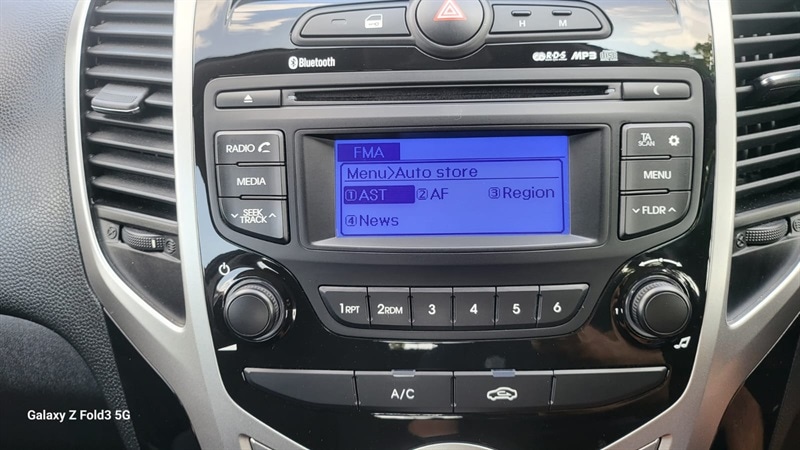 H M
Bluetooth R·D·S MP3
RADIO
MEDIA
SEEK
TRACK
FMA
Menu>Auto store
①AST ②AF ③Region
④News
TA
SCAN
MENU
FLDR
1RPT 2RDM 3 4 5 6
A/C
Galaxy Z Fold3 5G